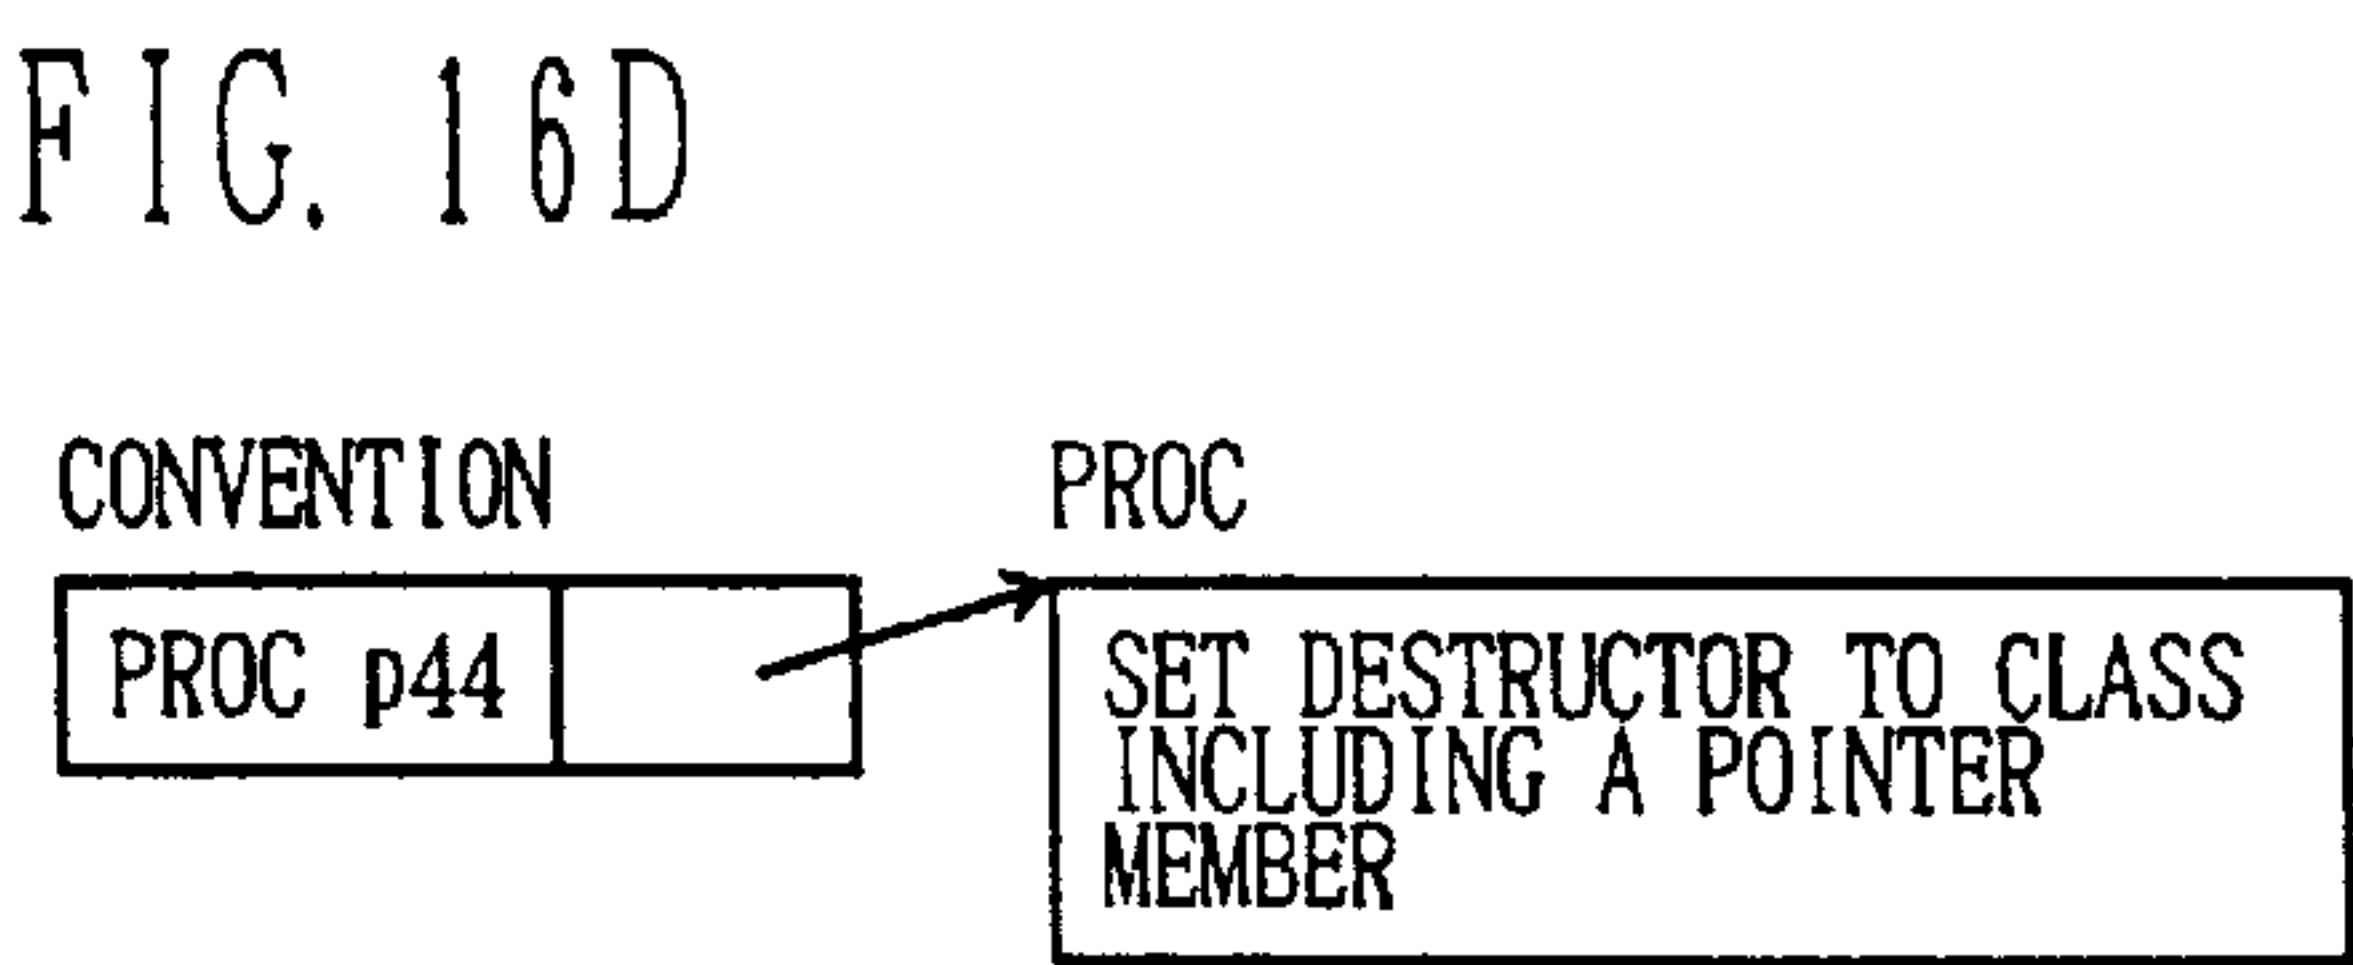 FIG. 16D
CONVENTION
PROC
PROC p44
SET DESTRUCTOR TO CLASS
INCLUDING A POINTER
MEMBER